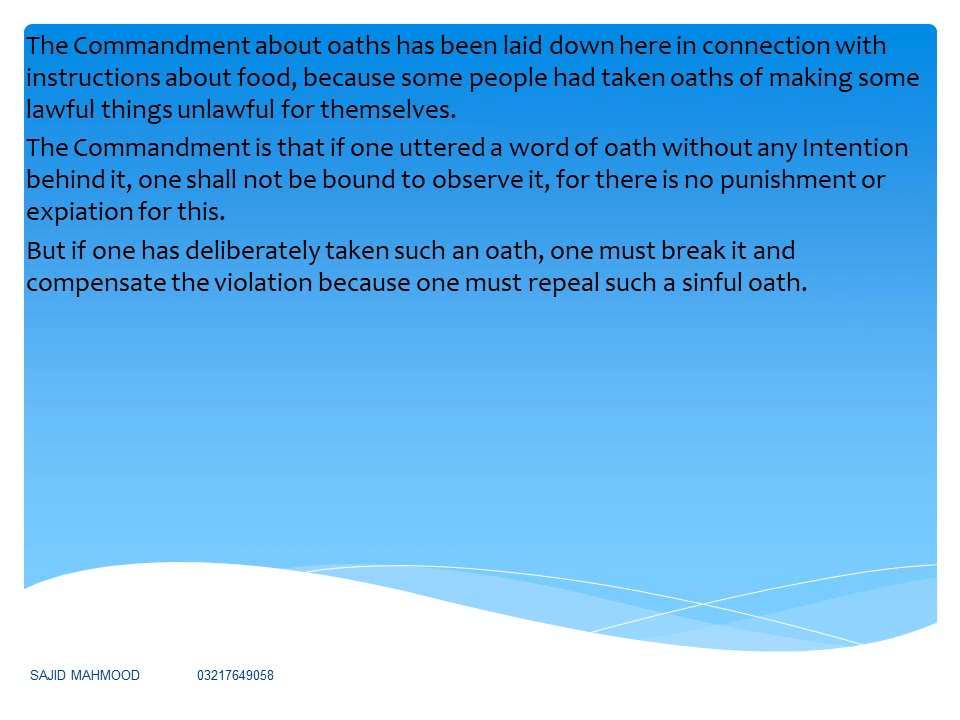 The Commandment about oaths has been laid down here in connection with
instructions about food, because some people had taken oaths of making some
lawful things unlawful for themselves.
The Commandment is that if one uttered a word of oath without any Intention
behind it, one shall not be bound to observe it, for there is no punishment or
expiation for this.
But if one has deliberately taken such an oath, one must break it and
compensate the violation because one must repeal such a sinful oath.
SAJID MAHMOOD 03217649058